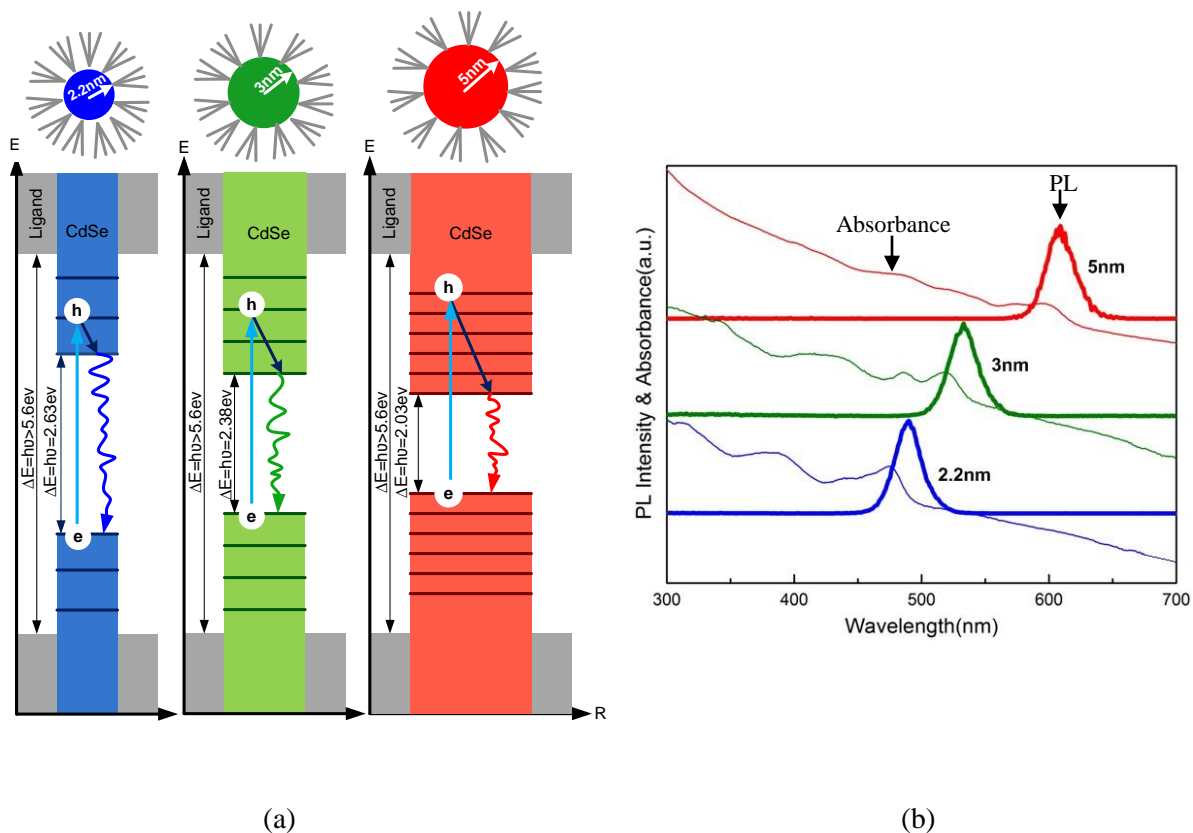 2.2nm
3nm
5nm
E
E
E
Ligand
CdSe
Ligand
CdSe
Ligand
CdSe
h
h
h
ΔE=hυ>5.6ev
ΔE=hυ=2.63ev
ΔE=hυ>5.6ev
ΔE=hυ=2.38ev
ΔE=hυ>5.6ev
ΔE=hυ=2.03ev
e
e
e
R
(a)
PL Intensity & Absorbance(a.u.)
Absorbance
PL
5nm
3nm
2.2nm
300 400 500 600 700
Wavelength(nm)
(b)